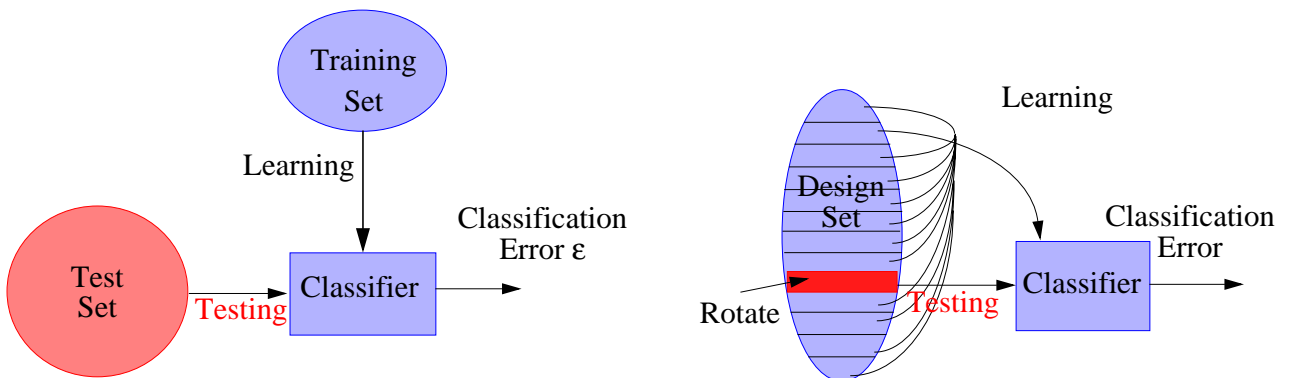 Training
Set
Learning
Classification
Error ε
Test
Set
Testing
Classifier
Learning
Design
Set
Classification
Error
Classifier
Testing
Rotate